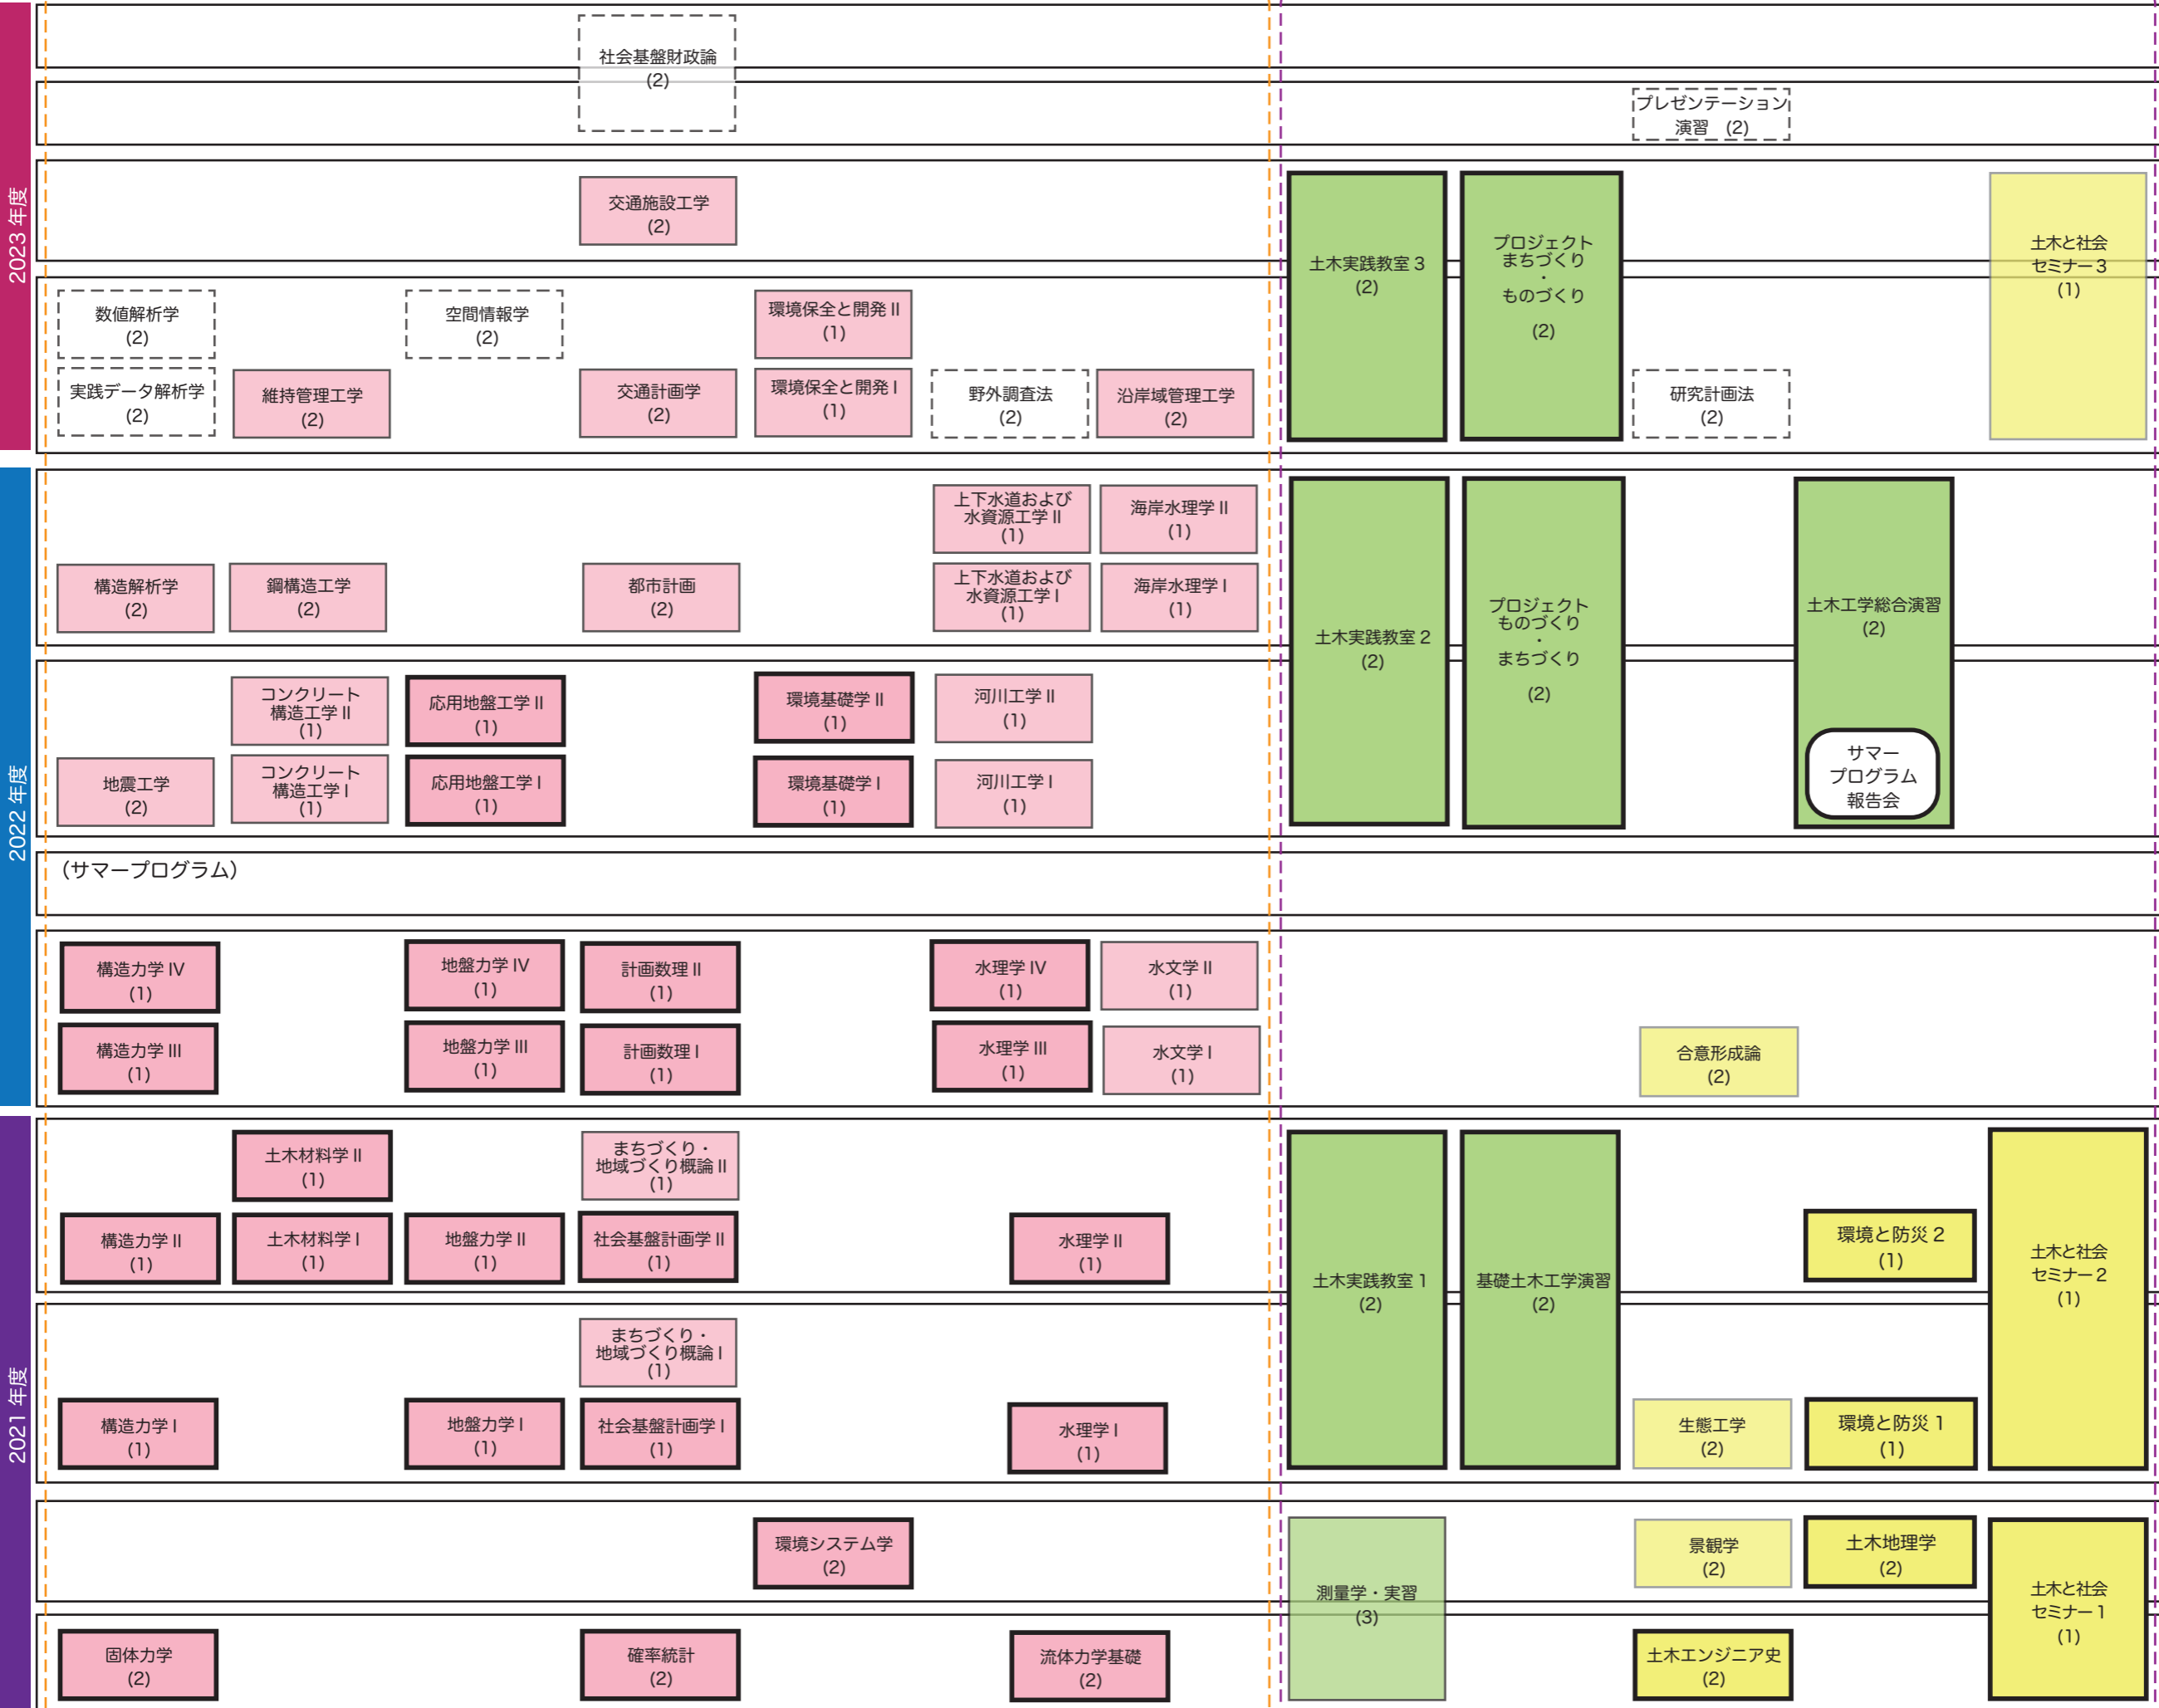 2023 年度
社会基盤財政論
(2)
プレゼンテーション
演習 (2)
交通施設工学
(2)
土木実践教室 3
(2)
プロジェクト
まちづくり
・
ものづくり
(2)
土木と社会
セミナー 3
(1)
数値解析学
(2)
空間情報学
(2)
環境保全と開発 II
(1)
実践データ解析学
(2)
維持管理工学
(2)
交通計画学
(2)
環境保全と開発 I
(1)
野外調査法
(2)
沿岸域管理工学
(2)
研究計画法
(2)
2022 年度
上下水道および
水資源工学 II
(1)
海岸水理学 II
(1)
構造解析学
(2)
鋼構造工学
(2)
都市計画
(2)
上下水道および
水資源工学 I
(1)
海岸水理学 I
(1)
土木実践教室 2
(2)
プロジェクト
ものづくり
・
まちづくり
(2)
土木工学総合演習
(2)
サマー
プログラム
報告会
コンクリート
構造工学 II
(1)
応用地盤工学 II
(1)
環境基礎学 II
(1)
河川工学 II
(1)
地震工学
(2)
コンクリート
構造工学 I
(1)
応用地盤工学 I
(1)
環境基礎学 I
(1)
河川工学 I
(1)
（サマープログラム）
構造力学 IV
(1)
地盤力学 IV
(1)
計画数理 II
(1)
水理学 IV
(1)
水文学 II
(1)
構造力学 III
(1)
地盤力学 III
(1)
計画数理 I
(1)
水理学 III
(1)
水文学 I
(1)
合意形成論
(2)
2021 年度
土木材料学 II
(1)
まちづくり・
地域づくり概論 II
(1)
構造力学 II
(1)
土木材料学 I
(1)
地盤力学 II
(1)
社会基盤計画学 II
(1)
水理学 II
(1)
土木実践教室 1
(2)
基礎土木工学演習
(2)
環境と防災 2
(1)
土木と社会
セミナー 2
(1)
まちづくり・
地域づくり概論 I
(1)
構造力学 I
(1)
地盤力学 I
(1)
社会基盤計画学 I
(1)
水理学 I
(1)
生態工学
(2)
環境と防災 1
(1)
環境システム学
(2)
測量学・実習
(3)
景観学
(2)
土木地理学
(2)
土木と社会
セミナー 1
(1)
固体力学
(2)
確率統計
(2)
流体力学基礎
(2)
土木エンジニア史
(2)